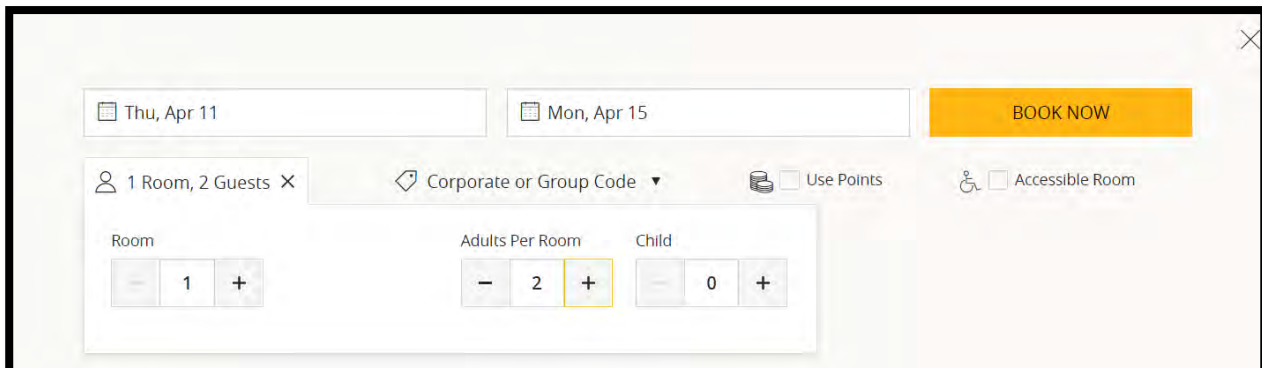 Thu, Apr 11 Mon, Apr 15 BOOK NOW
1 Room, 2 Guests X Corporate or Group Code ▼ Use Points Accessible Room
Room Adults Per Room Child
− 1 + − 2 + − 0 +